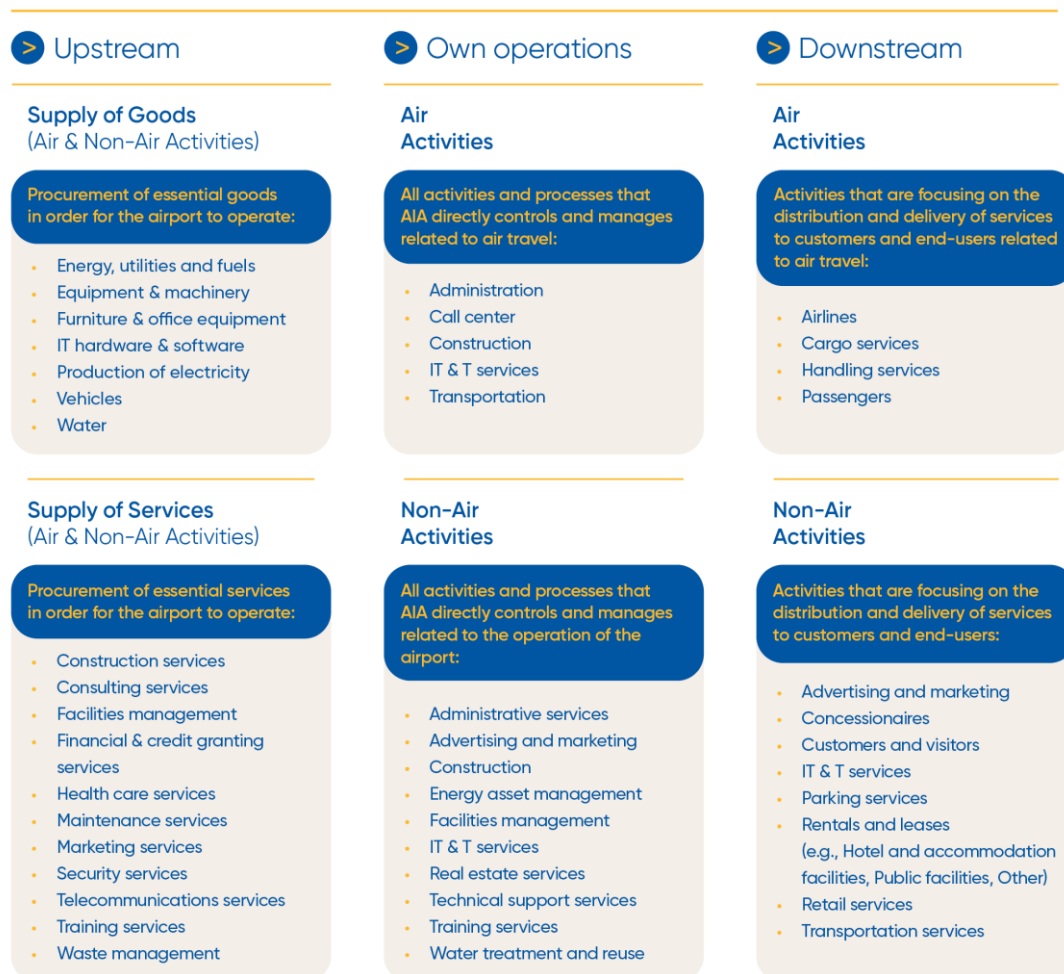 > Upstream
Supply of Goods
(Air & Non-Air Activities)
Procurement of essential goods
in order for the airport to operate:
• Energy, utilities and fuels
• Equipment & machinery
• Furniture & office equipment
• IT hardware & software
• Production of electricity
• Vehicles
• Water
Supply of Services
(Air & Non-Air Activities)
Procurement of essential services
in order for the airport to operate:
• Construction services
• Consulting services
• Facilities management
• Financial & credit granting
services
• Health care services
• Maintenance services
• Marketing services
• Security services
• Telecommunications services
• Training services
• Waste management
> Own operations
Air
Activities
All activities and processes that
AIA directly controls and manages
related to air travel:
• Administration
• Call center
• Construction
• IT & T services
• Transportation
Non-Air
Activities
All activities and processes that
AIA directly controls and manages
related to the operation of the
airport:
• Administrative services
• Advertising and marketing
• Construction
• Energy asset management
• Facilities management
• IT & T services
• Real estate services
• Technical support services
• Training services
• Water treatment and reuse
> Downstream
Air
Activities
Activities that are focusing on the
distribution and delivery of services
to customers and end-users related
to air travel:
• Airlines
• Cargo services
• Handling services
• Passengers
Non-Air
Activities
Activities that are focusing on the
distribution and delivery of services
to customers and end-users:
• Advertising and marketing
• Concessionaires
• Customers and visitors
• IT & T services
• Parking services
• Rentals and leases
(e.g., Hotel and accommodation
facilities, Public facilities, Other)
• Retail services
• Transportation services